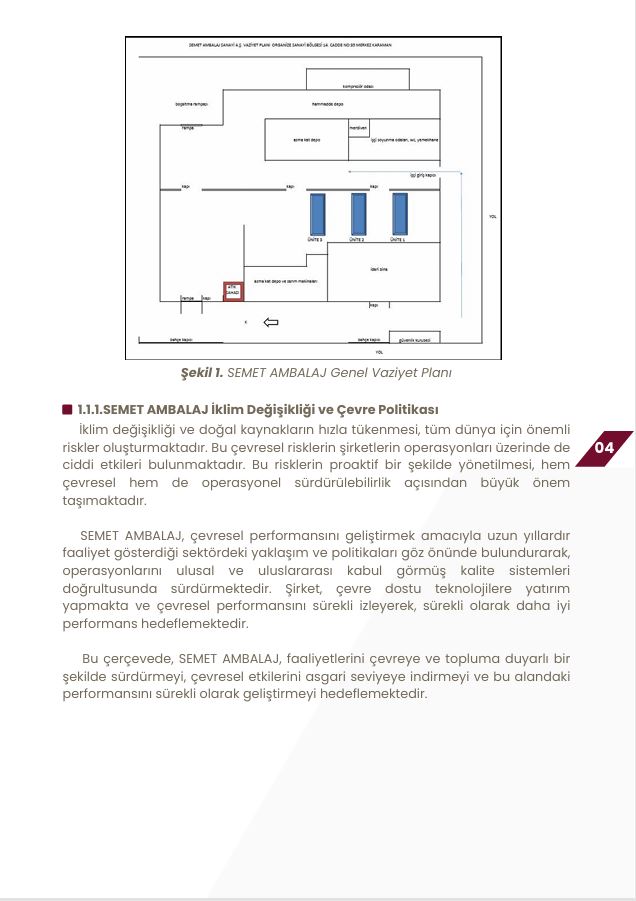 SEMET AMBALAJ SANAYİ A.Ş. VAZİYET PLANI ORGANİZE SANAYİ BÖLGESİ 14. CADDE NO:30 MERKEZ KARAMAN
kompresör odası
boşaltma rampası
hammadde depo
rampa
merdiven
asma kat depo
işçi soyunma odaları, wc, yemekhane
işçi giriş kapısı
kapı
kapı
kapı
YOL
ÜNİTE 3
ÜNİTE 2
ÜNİTE 1
idari bina
asma kat depo ve sarım makinaları
ATIK
SAHASI
rampa
kapı
kapı
K
bahçe kapısı
bahçe kapısı
güvenlik kulübesi
YOL
Şekil 1. SEMET AMBALAJ Genel Vaziyet Planı
1.1.1.SEMET AMBALAJ İklim Değişikliği ve Çevre Politikası
İklim değişikliği ve doğal kaynakların hızla tükenmesi, tüm dünya için önemli
riskler oluşturmaktadır. Bu çevresel risklerin şirketlerin operasyonları üzerinde de
ciddi etkileri bulunmaktadır. Bu risklerin proaktif bir şekilde yönetilmesi, hem
çevresel hem de operasyonel sürdürülebilirlik açısından büyük önem
taşımaktadır.
04
SEMET AMBALAJ, çevresel performansını geliştirmek amacıyla uzun yıllardır
faaliyet gösterdiği sektördeki yaklaşım ve politikaları göz önünde bulundurarak,
operasyonlarını ulusal ve uluslararası kabul görmüş kalite sistemleri
doğrultusunda sürdürmektedir. Şirket, çevre dostu teknolojilere yatırım
yapmakta ve çevresel performansını sürekli izleyerek, sürekli olarak daha iyi
performans hedeflemektedir.
Bu çerçevede, SEMET AMBALAJ, faaliyetlerini çevreye ve topluma duyarlı bir
şekilde sürdürmeyi, çevresel etkilerini asgari seviyeye indirmeyi ve bu alandaki
performansını sürekli olarak geliştirmeyi hedeflemektedir.